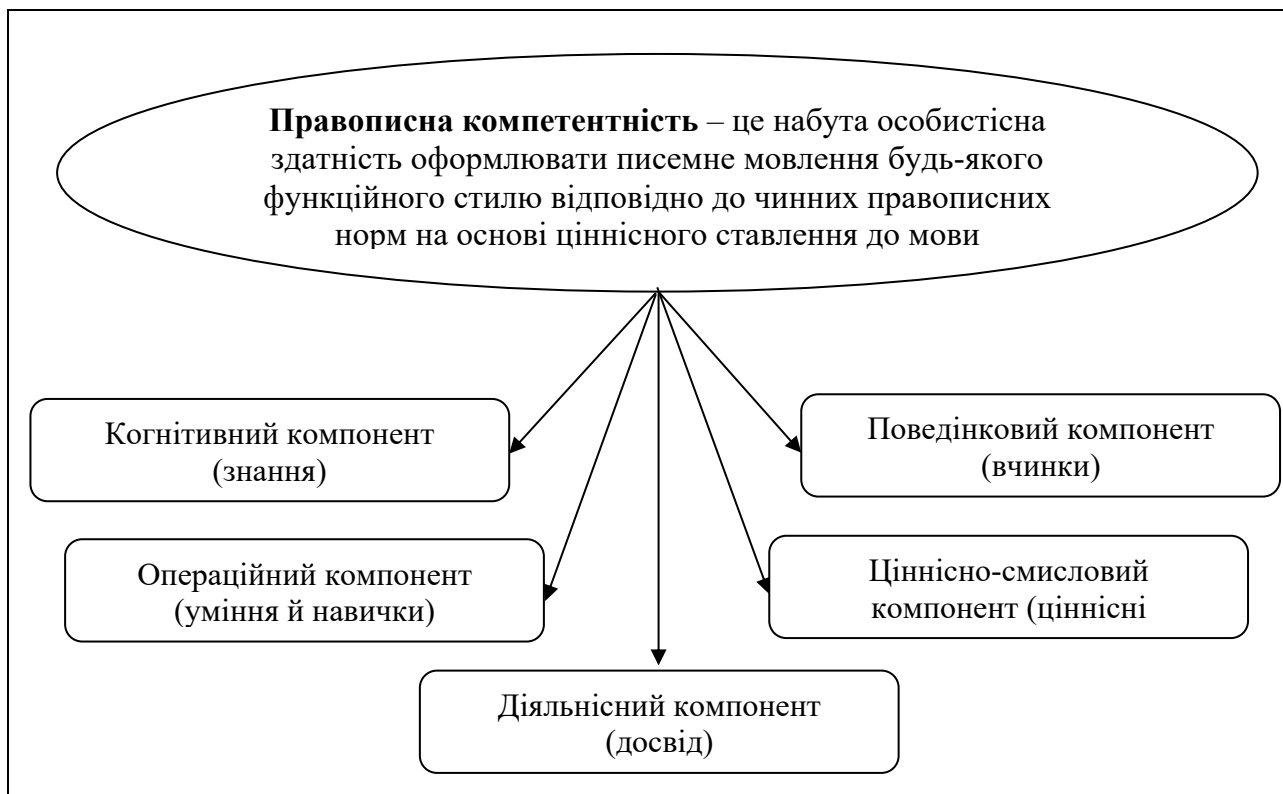 Правописна компетентність – це набута особистісна
здатність оформлювати писемне мовлення будь-якого
функційного стилю відповідно до чинних правописних
норм на основі ціннісного ставлення до мови
Когнітивний компонент
(знання)
Поведінковий компонент
(вчинки)
Операційний компонент
(уміння й навички)
Ціннісно-смисловий
компонент (ціннісні
Діяльнісний компонент
(досвід)